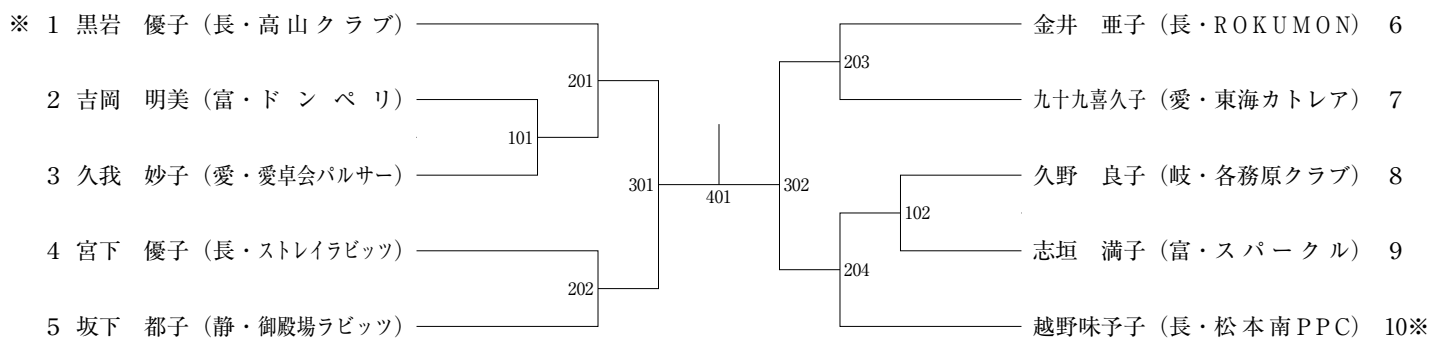 ※ 1 黒岩 優子（長・高山クラブ）
2 吉岡 明美（富・ドンペリ）
3 久我 妙子（愛・愛卓会パルサー）
4 宮下 優子（長・ストレイラビッツ）
5 坂下 都子（静・御殿場ラビッツ）
201
101
301
202
401
203
302
102
204
金井 亜子（長・ROKUMON） 6
九十九喜久子（愛・東海カトレア） 7
久野 良子（岐・各務原クラブ） 8
志垣 満子（富・スパークル） 9
越野味予子（長・松本南PPC） 10※